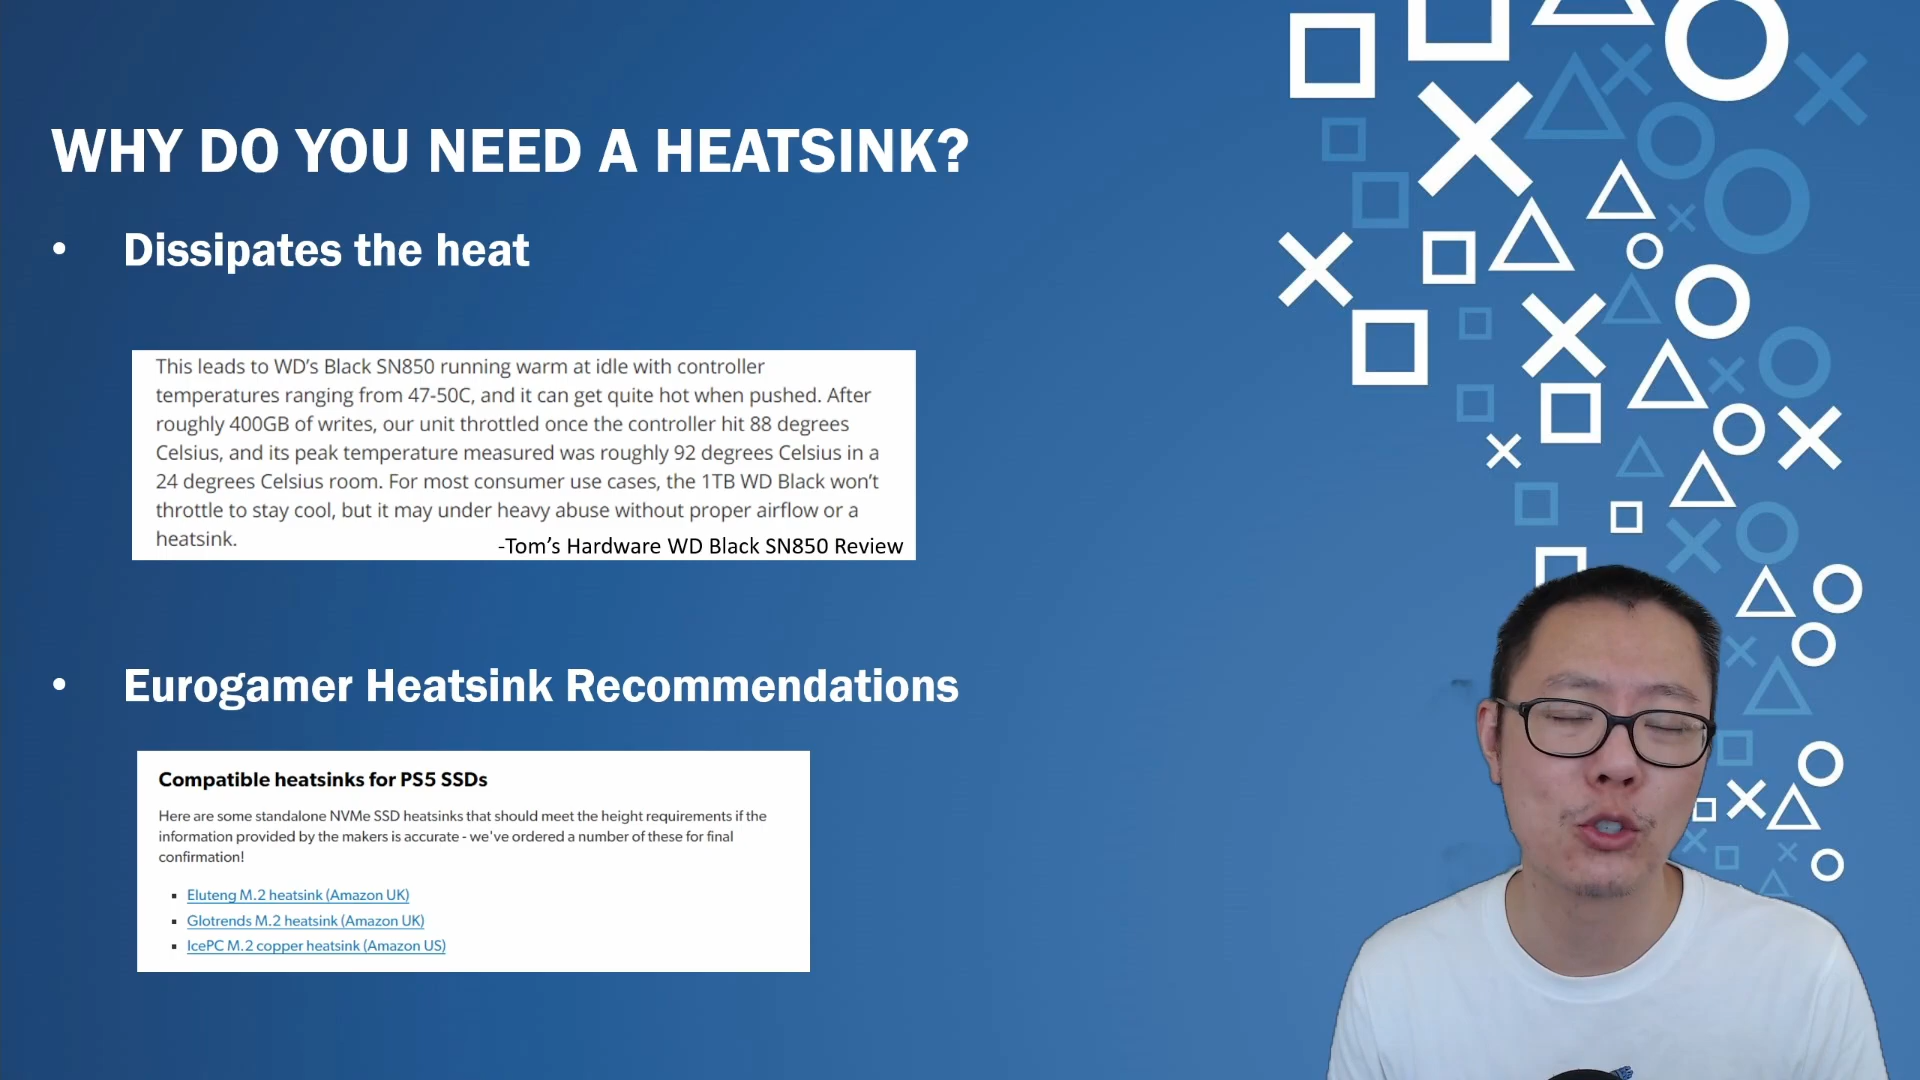 WHY DO YOU NEED A HEATSINK?
• Dissipates the heat
This leads to WD’s Black SN850 running warm at idle with controller
temperatures ranging from 47-50C, and it can get quite hot when pushed. After
roughly 400GB of writes, our unit throttled once the controller hit 88 degrees
Celsius, and its peak temperature measured was roughly 92 degrees Celsius in a
24 degrees Celsius room. For most consumer use cases, the 1TB WD Black won’t
throttle to stay cool, but it may under heavy abuse without proper airflow or a
heatsink.
-Tom’s Hardware WD Black SN850 Review
• Eurogamer Heatsink Recommendations
Compatible heatsinks for PS5 SSDs
Here are some standalone NVMe SSD heatsinks that should meet the height requirements if the
information provided by the makers is accurate - we've ordered a number of these for final
confirmation!
▪ Eluteng M.2 heatsink (Amazon UK)
▪ Glotrends M.2 heatsink (Amazon UK)
▪ IcePC M.2 copper heatsink (Amazon US)